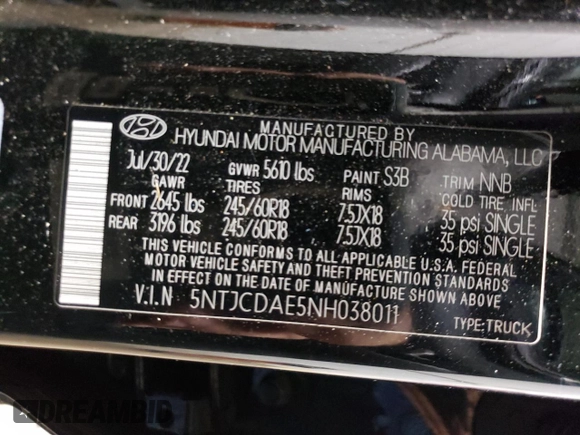 MANUFACTURED BY
HYUNDAI MOTOR MANUFACTURING ALABAMA, LLC
Jul/30/22 GVWR 5610 lbs PAINT S3B TRIM NNB
GAWR TIRES RIMS COLD TIRE INFL
FRONT 2645 lbs 245/60R18 7.5JX18 35 psi SINGLE
REAR 3196 lbs 245/60R18 7.5JX18 35 psi SINGLE
THIS VEHICLE CONFORMS TO ALL APPLICABLE U.S.A. FEDERAL
MOTOR VEHICLE SAFETY AND THEFT PREVENTION STANDARDS
IN EFFECT ON THE DATE OF MANUFACTURE SHOWN ABOVE.
V.I.N 5NTJCDAE5NH038011
TYPE:TRUCK
DREAMBID